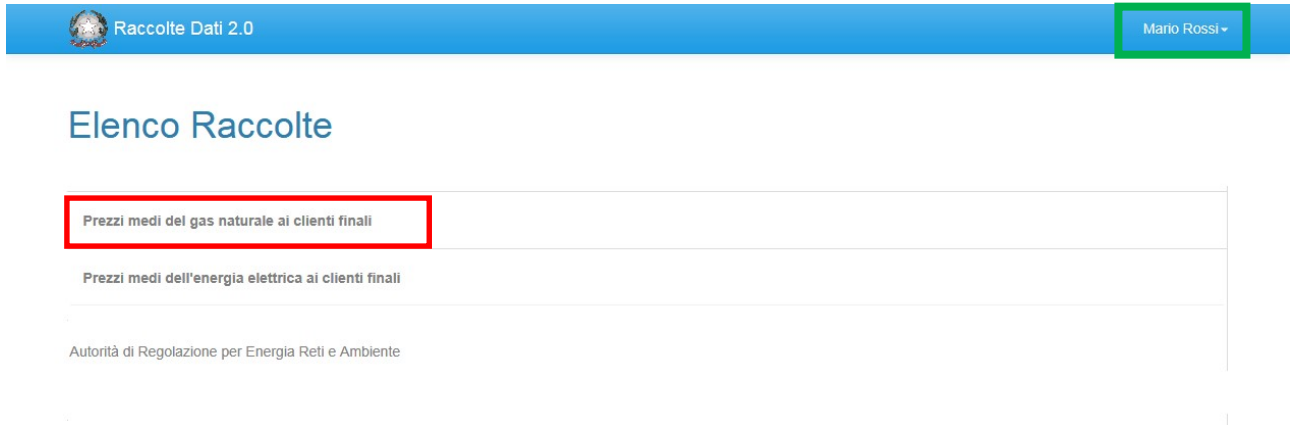 Raccolte Dati 2.0
Mario Rossi
Elenco Raccolte
Prezzi medi del gas naturale ai clienti finali
Prezzi medi dell'energia elettrica ai clienti finali
Autorità di Regolazione per Energia Reti e Ambiente